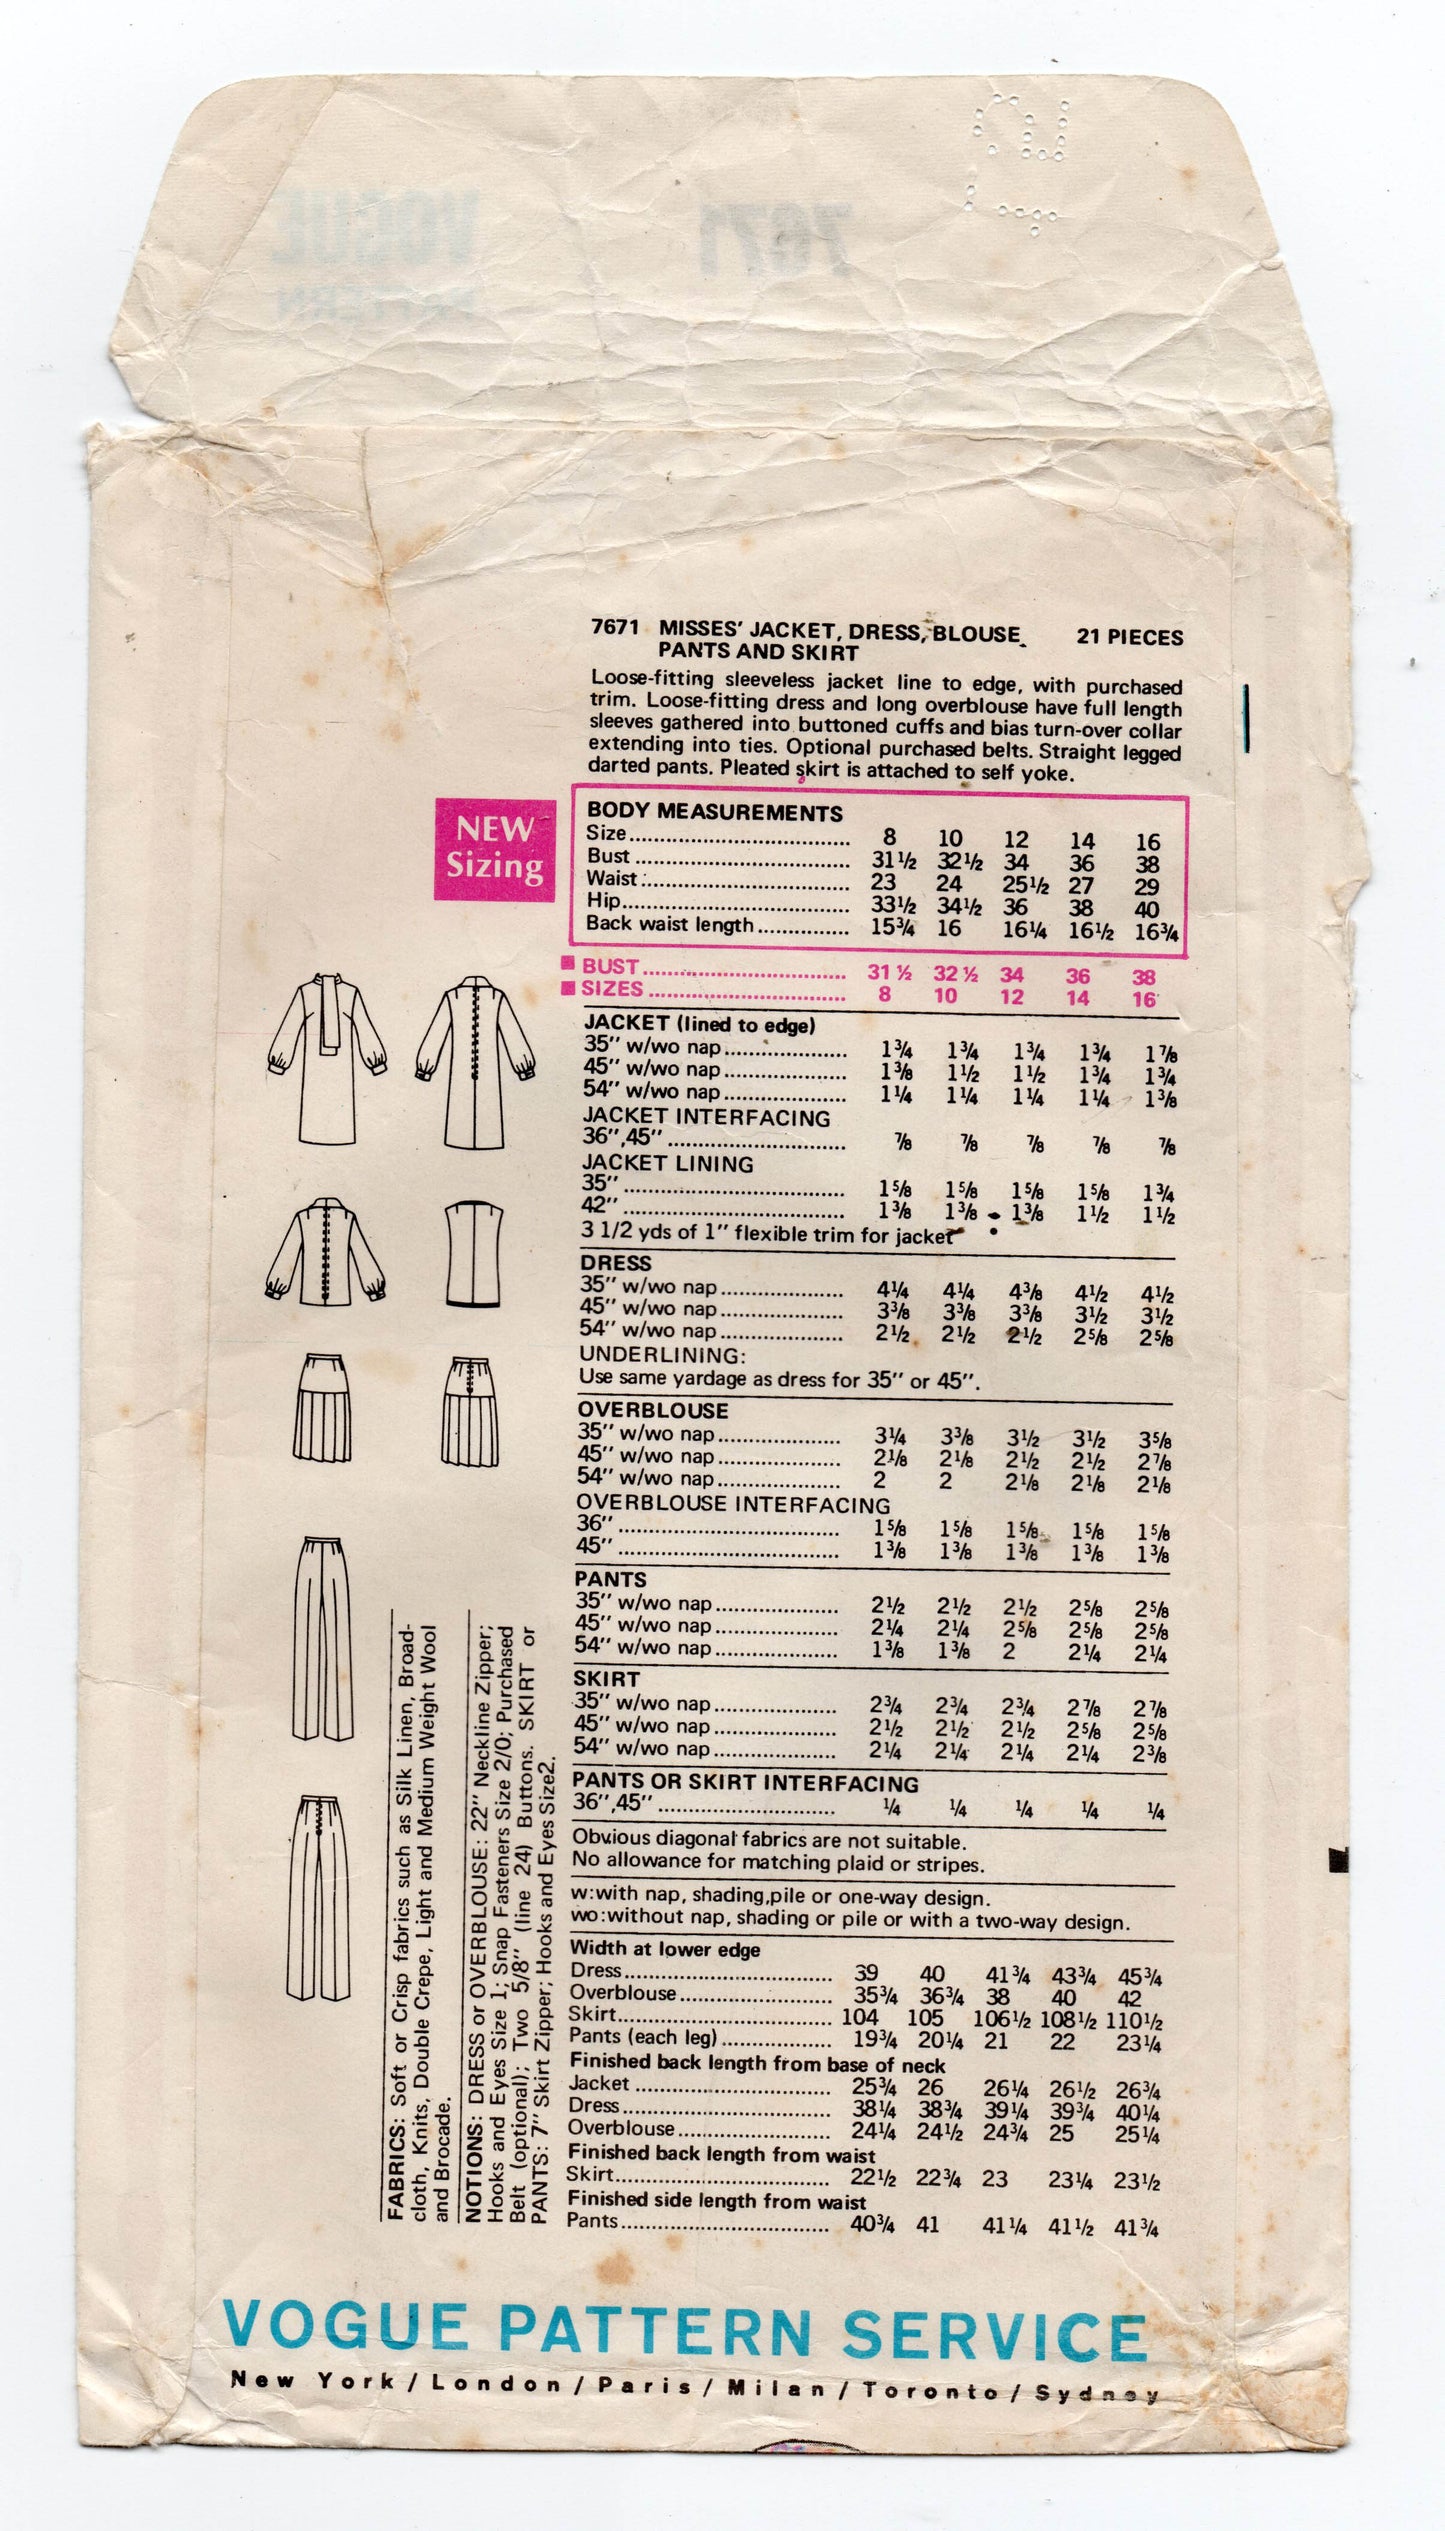 VOGUE
PATTERN
7671
7671 MISSES' JACKET, DRESS, BLOUSE, 21 PIECES
PANTS AND SKIRT
Loose-fitting sleeveless jacket line to edge, with purchased
trim. Loose-fitting dress and long overblouse have full length
sleeves gathered into buttoned cuffs and bias turn-over collar
extending into ties. Optional purchased belts. Straight legged
darted pants. Pleated skirt is attached to self yoke.
NEW
Sizing
BODY MEASUREMENTS
Size 8 10 12 14 16
Bust 31½ 32½ 34 36 38
Waist 23 24 25½ 27 29
Hip 33½ 34½ 36 38 40
Back waist length 15¾ 16 16¼ 16½ 16¾
BUST 31 ½ 32 ½ 34 36 38
SIZES 8 10 12 14 16
JACKET (lined to edge)
35" w/wo nap 1¾ 1¾ 1¾ 1¾ 1⅞
45" w/wo nap 1⅜ 1½ 1½ 1¾ 1¾
54" w/wo nap 1¼ 1¼ 1¼ 1¼ 1⅜
JACKET INTERFACING
36",45" ⅞ ⅞ ⅞ ⅞ ⅞
JACKET LINING
35" 1⅝ 1⅝ 1⅝ 1⅝ 1¾
42" 1⅜ 1⅜ 1⅜ 1½ 1½
3 1/2 yds of 1" flexible trim for jacket
DRESS
35" w/wo nap 4¼ 4¼ 4⅜ 4½ 4½
45" w/wo nap 3⅜ 3⅜ 3⅜ 3½ 3½
54" w/wo nap 2½ 2½ 2½ 2⅝ 2⅝
UNDERLINING:
Use same yardage as dress for 35" or 45".
OVERBLOUSE
35" w/wo nap 3¼ 3⅜ 3½ 3½ 3⅝
45" w/wo nap 2⅛ 2⅛ 2½ 2½ 2⅞
54" w/wo nap 2 2 2⅛ 2⅛ 2⅛
OVERBLOUSE INTERFACING
36" 1⅝ 1⅝ 1⅝ 1⅝ 1⅝
45" 1⅜ 1⅜ 1⅜ 1⅜ 1⅜
PANTS
35" w/wo nap 2½ 2½ 2½ 2⅝ 2⅝
45" w/wo nap 2¼ 2¼ 2⅝ 2⅝ 2⅝
54" w/wo nap 1⅜ 1⅜ 2 2¼ 2¼
SKIRT
35" w/wo nap 2¾ 2¾ 2¾ 2⅞ 2⅞
45" w/wo nap 2½ 2½ 2½ 2⅝ 2⅝
54" w/wo nap 2¼ 2¼ 2¼ 2¼ 2⅜
PANTS OR SKIRT INTERFACING
36",45" ¼ ¼ ¼ ¼ ¼
Obvious diagonal fabrics are not suitable.
No allowance for matching plaid or stripes.
w:with nap, shading,pile or one-way design.
wo:without nap, shading or pile or with a two-way design.
Width at lower edge
Dress 39 40 41¾ 43¾ 45¾
Overblouse 35¾ 36¾ 38 40 42
Skirt 104 105 106½ 108½ 110½
Pants (each leg) 19¾ 20¼ 21 22 23¼
Finished back length from base of neck
Jacket 25¾ 26 26¼ 26½ 26¾
Dress 38¼ 38¾ 39¼ 39¾ 40¼
Overblouse 24¼ 24½ 24¾ 25 25¼
Finished back length from waist
Skirt 22½ 22¾ 23 23¼ 23½
Finished side length from waist
Pants 40¾ 41 41¼ 41½ 41¾
FABRICS: Soft or Crisp fabrics such as Silk Linen, Broad-
cloth, Knits, Double Crepe, Light and Medium Weight Wool
and Brocade.
NOTIONS: DRESS or OVERBLOUSE: 22" Neckline Zipper;
Hooks and Eyes Size 1; Snap Fasteners Size 2/0; Purchased
Belt (optional); Two 5/8" (line 24) Buttons. SKIRT or
PANTS: 7" Skirt Zipper; Hooks and Eyes Size2.
VOGUE PATTERN SERVICE
New York / London / Paris / Milan / Toronto / Sydney